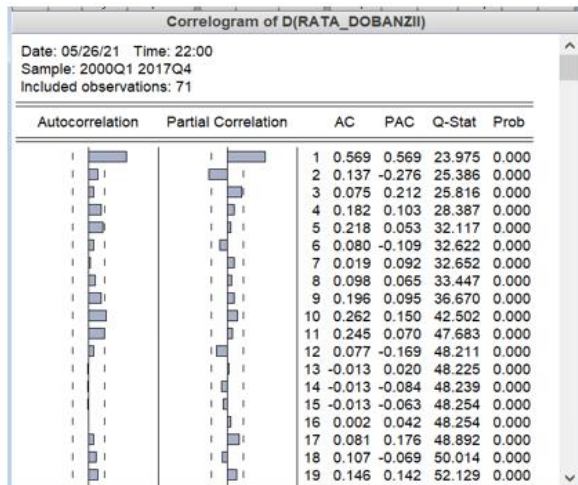 Correlogram of D(RATA_DOBANZII)
Date: 05/26/21 Time: 22:00
Sample: 2000Q1 2017Q4
Included observations: 71
Autocorrelation Partial Correlation AC PAC Q-Stat Prob
1 0.569 0.569 23.975 0.000
2 0.137 -0.276 25.386 0.000
3 0.075 0.212 25.816 0.000
4 0.182 0.103 28.387 0.000
5 0.218 0.053 32.117 0.000
6 0.080 -0.109 32.622 0.000
7 0.019 0.092 32.652 0.000
8 0.098 0.065 33.447 0.000
9 0.196 0.095 36.670 0.000
10 0.262 0.150 42.502 0.000
11 0.245 0.070 47.683 0.000
12 0.077 -0.169 48.211 0.000
13 -0.013 0.020 48.225 0.000
14 -0.013 -0.084 48.239 0.000
15 -0.013 -0.063 48.254 0.000
16 0.002 0.042 48.254 0.000
17 0.081 0.176 48.892 0.000
18 0.107 -0.069 50.014 0.000
19 0.146 0.142 52.129 0.000